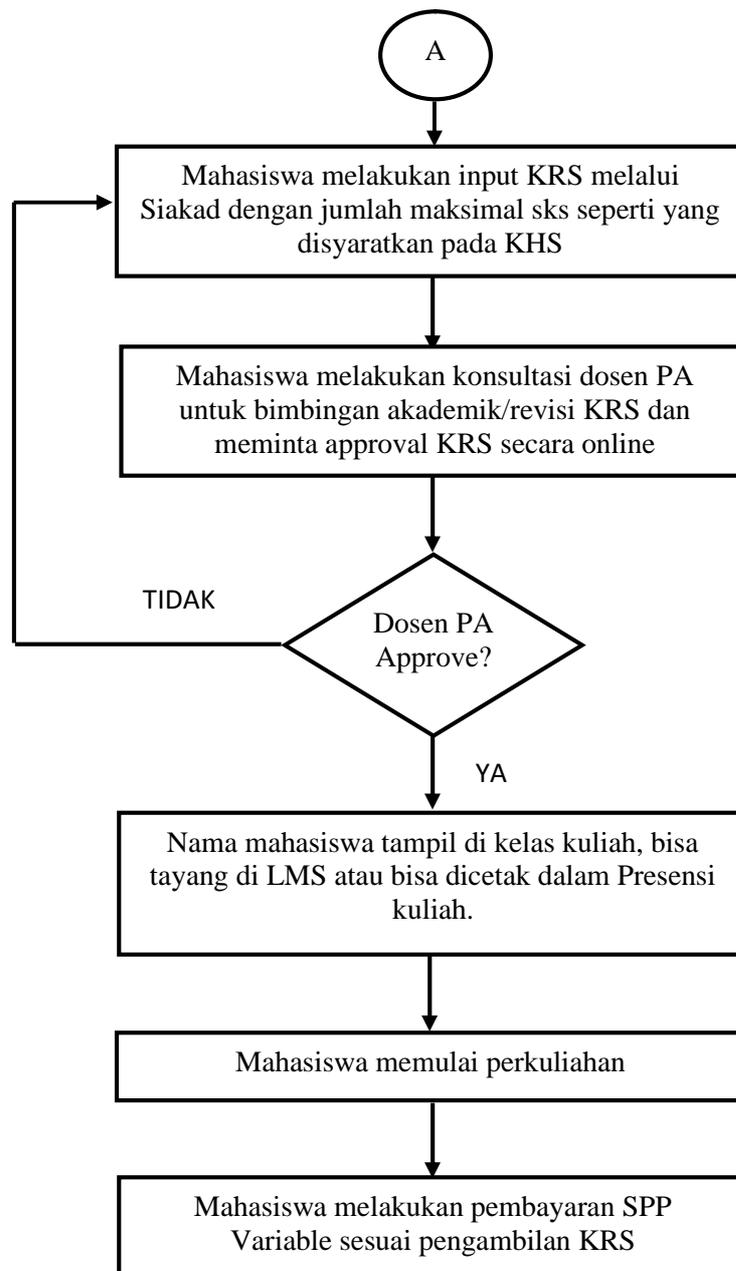 A
Mahasiswa melakukan input KRS melalui
Siakad dengan jumlah maksimal sks seperti yang
disyaratkan pada KHS
Mahasiswa melakukan konsultasi dosen PA
untuk bimbingan akademik/revisi KRS dan
meminta approval KRS secara online
TIDAK
Dosen PA
Approve?
YA
Nama mahasiswa tampil di kelas kuliah, bisa
tayang di LMS atau bisa dicetak dalam Presensi
kuliah.
Mahasiswa memulai perkuliahan
Mahasiswa melakukan pembayaran SPP
Variable sesuai pengambilan KRS